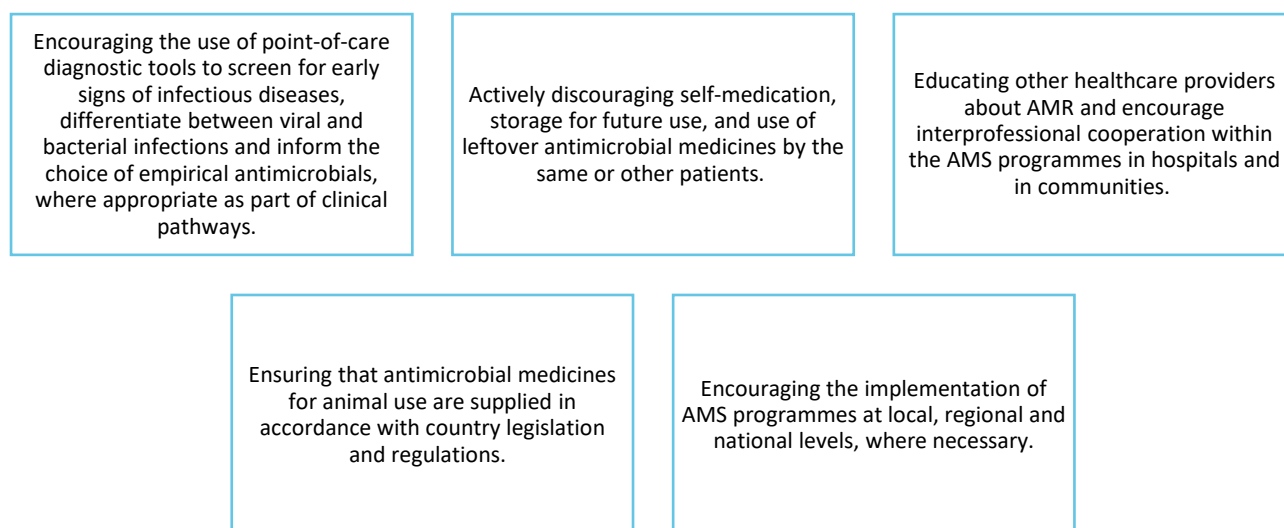 Encouraging the use of point-of-care
diagnostic tools to screen for early
signs of infectious diseases,
differentiate between viral and
bacterial infections and inform the
choice of empirical antimicrobials,
where appropriate as part of clinical
pathways.
Actively discouraging self-medication,
storage for future use, and use of
leftover antimicrobial medicines by the
same or other patients.
Educating other healthcare providers
about AMR and encourage
interprofessional cooperation within
the AMS programmes in hospitals and
in communities.
Ensuring that antimicrobial medicines
for animal use are supplied in
accordance with country legislation
and regulations.
Encouraging the implementation of
AMS programmes at local, regional and
national levels, where necessary.